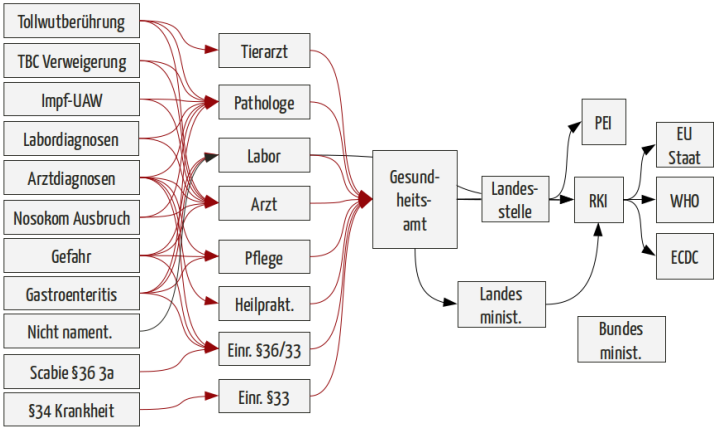 Tollwutberührung
TBC Verweigerung
Impf-UAW
Labordiagnosen
Arztdiagnosen
Nosokom Ausbruch
Gefahr
Gastroenteritis
Nicht nament.
Scabie §36 3a
§34 Krankheit
Tierarzt
Pathologe
Labor
Arzt
Pflege
Heilprakt.
Einr. §36/33
Einr. §33
Gesund-
heits-
amt
Landes-
stelle
Landes
minist.
PEI
RKI
Bundes
minist.
EU
Staat
WHO
ECDC